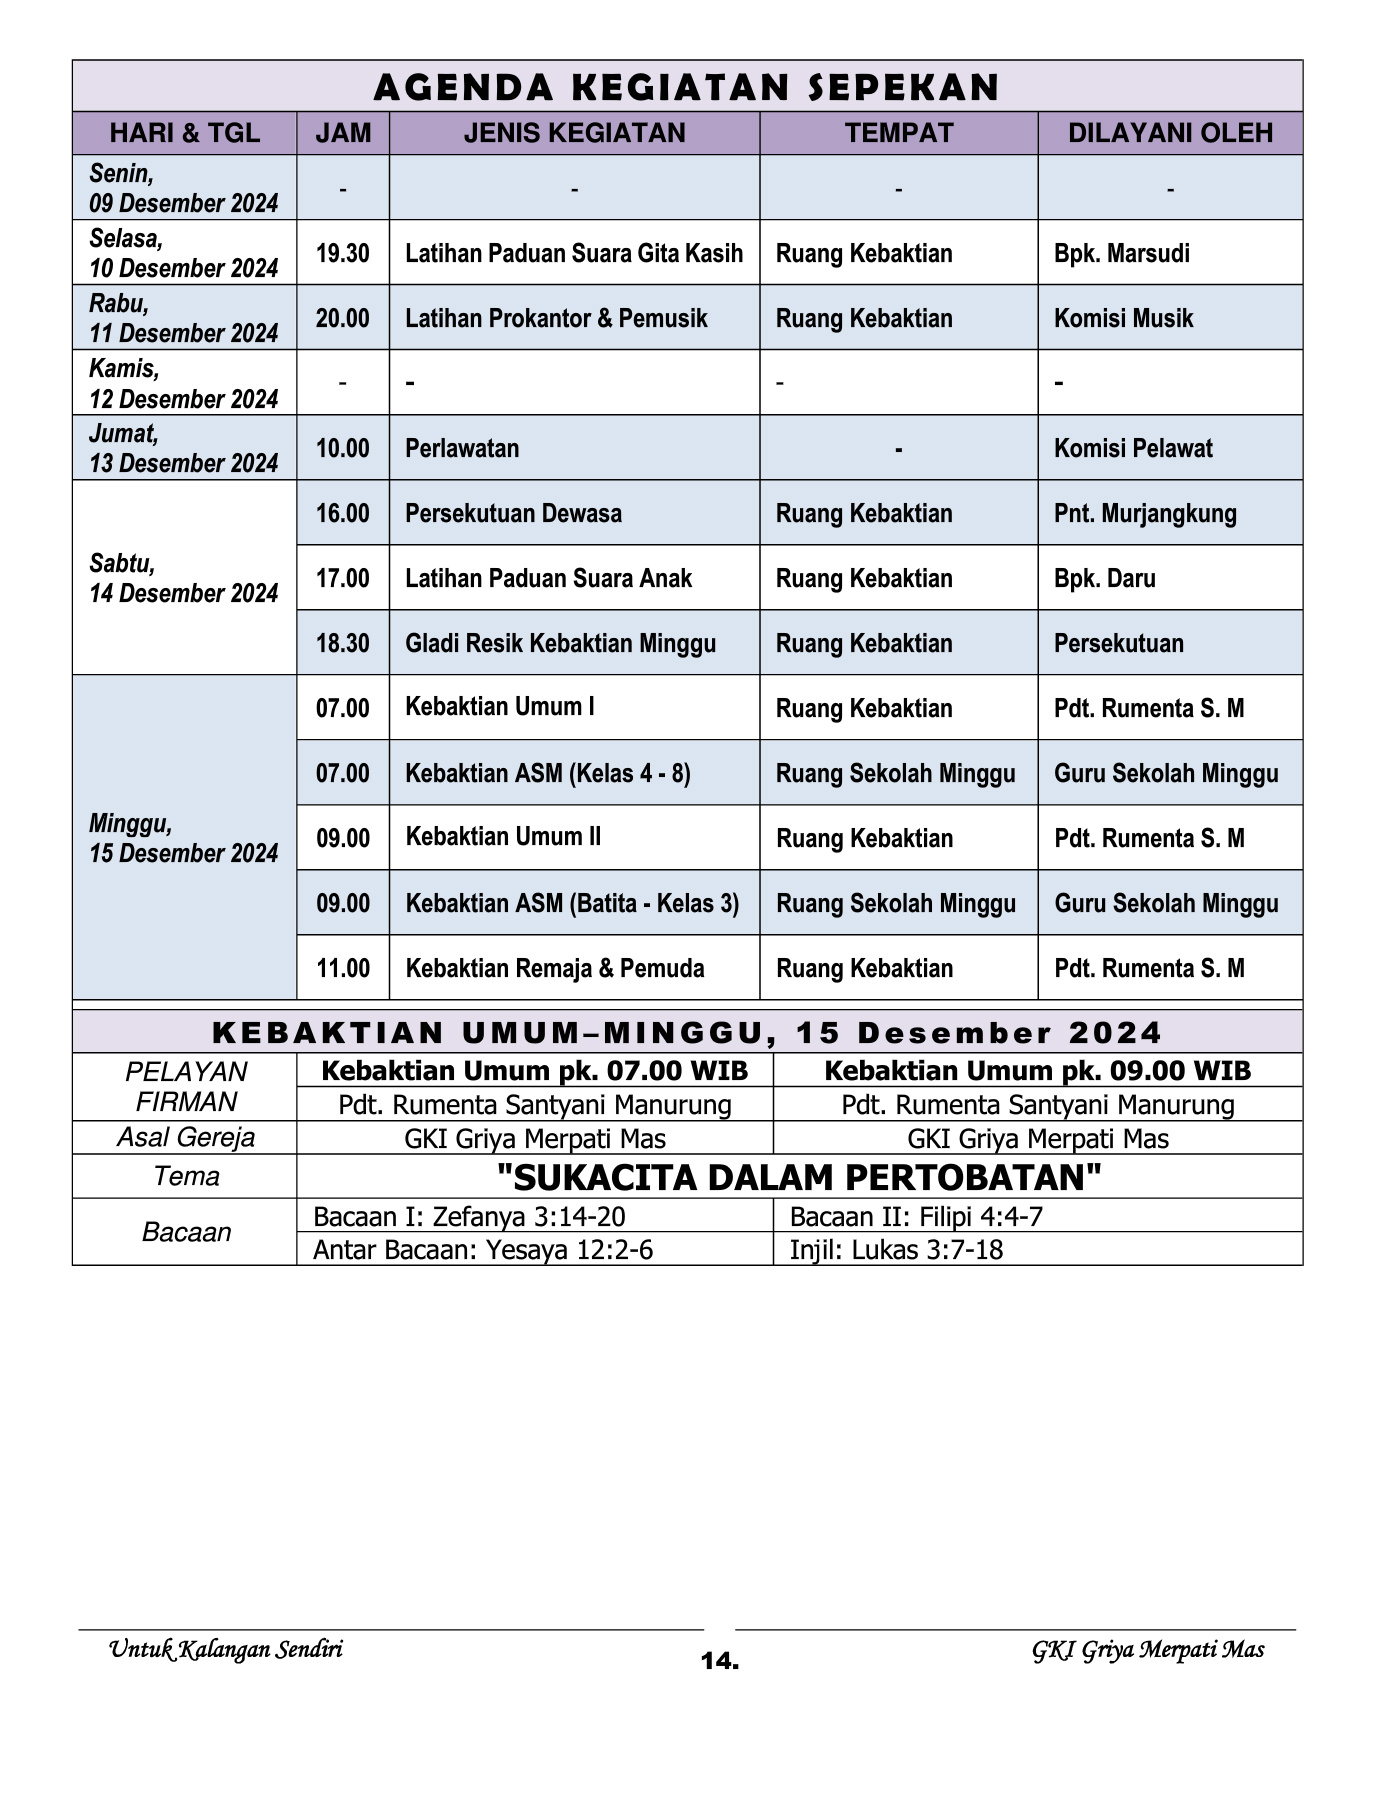 AGENDA KEGIATAN SEPEKAN
HARI & TGL JAM JENIS KEGIATAN TEMPAT DILAYANI OLEH
Senin,
09 Desember 2024 - - - -
Selasa,
10 Desember 2024 19.30 Latihan Paduan Suara Gita Kasih Ruang Kebaktian Bpk. Marsudi
Rabu,
11 Desember 2024 20.00 Latihan Prokantor & Pemusik Ruang Kebaktian Komisi Musik
Kamis,
12 Desember 2024 - - - -
Jumat,
13 Desember 2024 10.00 Perlawatan - Komisi Pelawat
Sabtu,
14 Desember 2024
16.00 Persekutuan Dewasa Ruang Kebaktian Pnt. Murjangkung
17.00 Latihan Paduan Suara Anak Ruang Kebaktian Bpk. Daru
18.30 Gladi Resik Kebaktian Minggu Ruang Kebaktian Persekutuan
Minggu,
15 Desember 2024
07.00 Kebaktian Umum I Ruang Kebaktian Pdt. Rumenta S. M
07.00 Kebaktian ASM (Kelas 4 - 8) Ruang Sekolah Minggu Guru Sekolah Minggu
09.00 Kebaktian Umum II Ruang Kebaktian Pdt. Rumenta S. M
09.00 Kebaktian ASM (Batita - Kelas 3) Ruang Sekolah Minggu Guru Sekolah Minggu
11.00 Kebaktian Remaja & Pemuda Ruang Kebaktian Pdt. Rumenta S. M
KEBAKTIAN UMUM–MINGGU, 15 Desember 2024
PELAYAN
FIRMAN
Kebaktian Umum pk. 07.00 WIB Kebaktian Umum pk. 09.00 WIB
Pdt. Rumenta Santyani Manurung Pdt. Rumenta Santyani Manurung
Asal Gereja GKI Griya Merpati Mas GKI Griya Merpati Mas
Tema "SUKACITA DALAM PERTOBATAN"
Bacaan
Bacaan I: Zefanya 3:14-20 Bacaan II: Filipi 4:4-7
Antar Bacaan: Yesaya 12:2-6 Injil: Lukas 3:7-18
Untuk Kalangan Sendiri 14. GKI Griya Merpati Mas